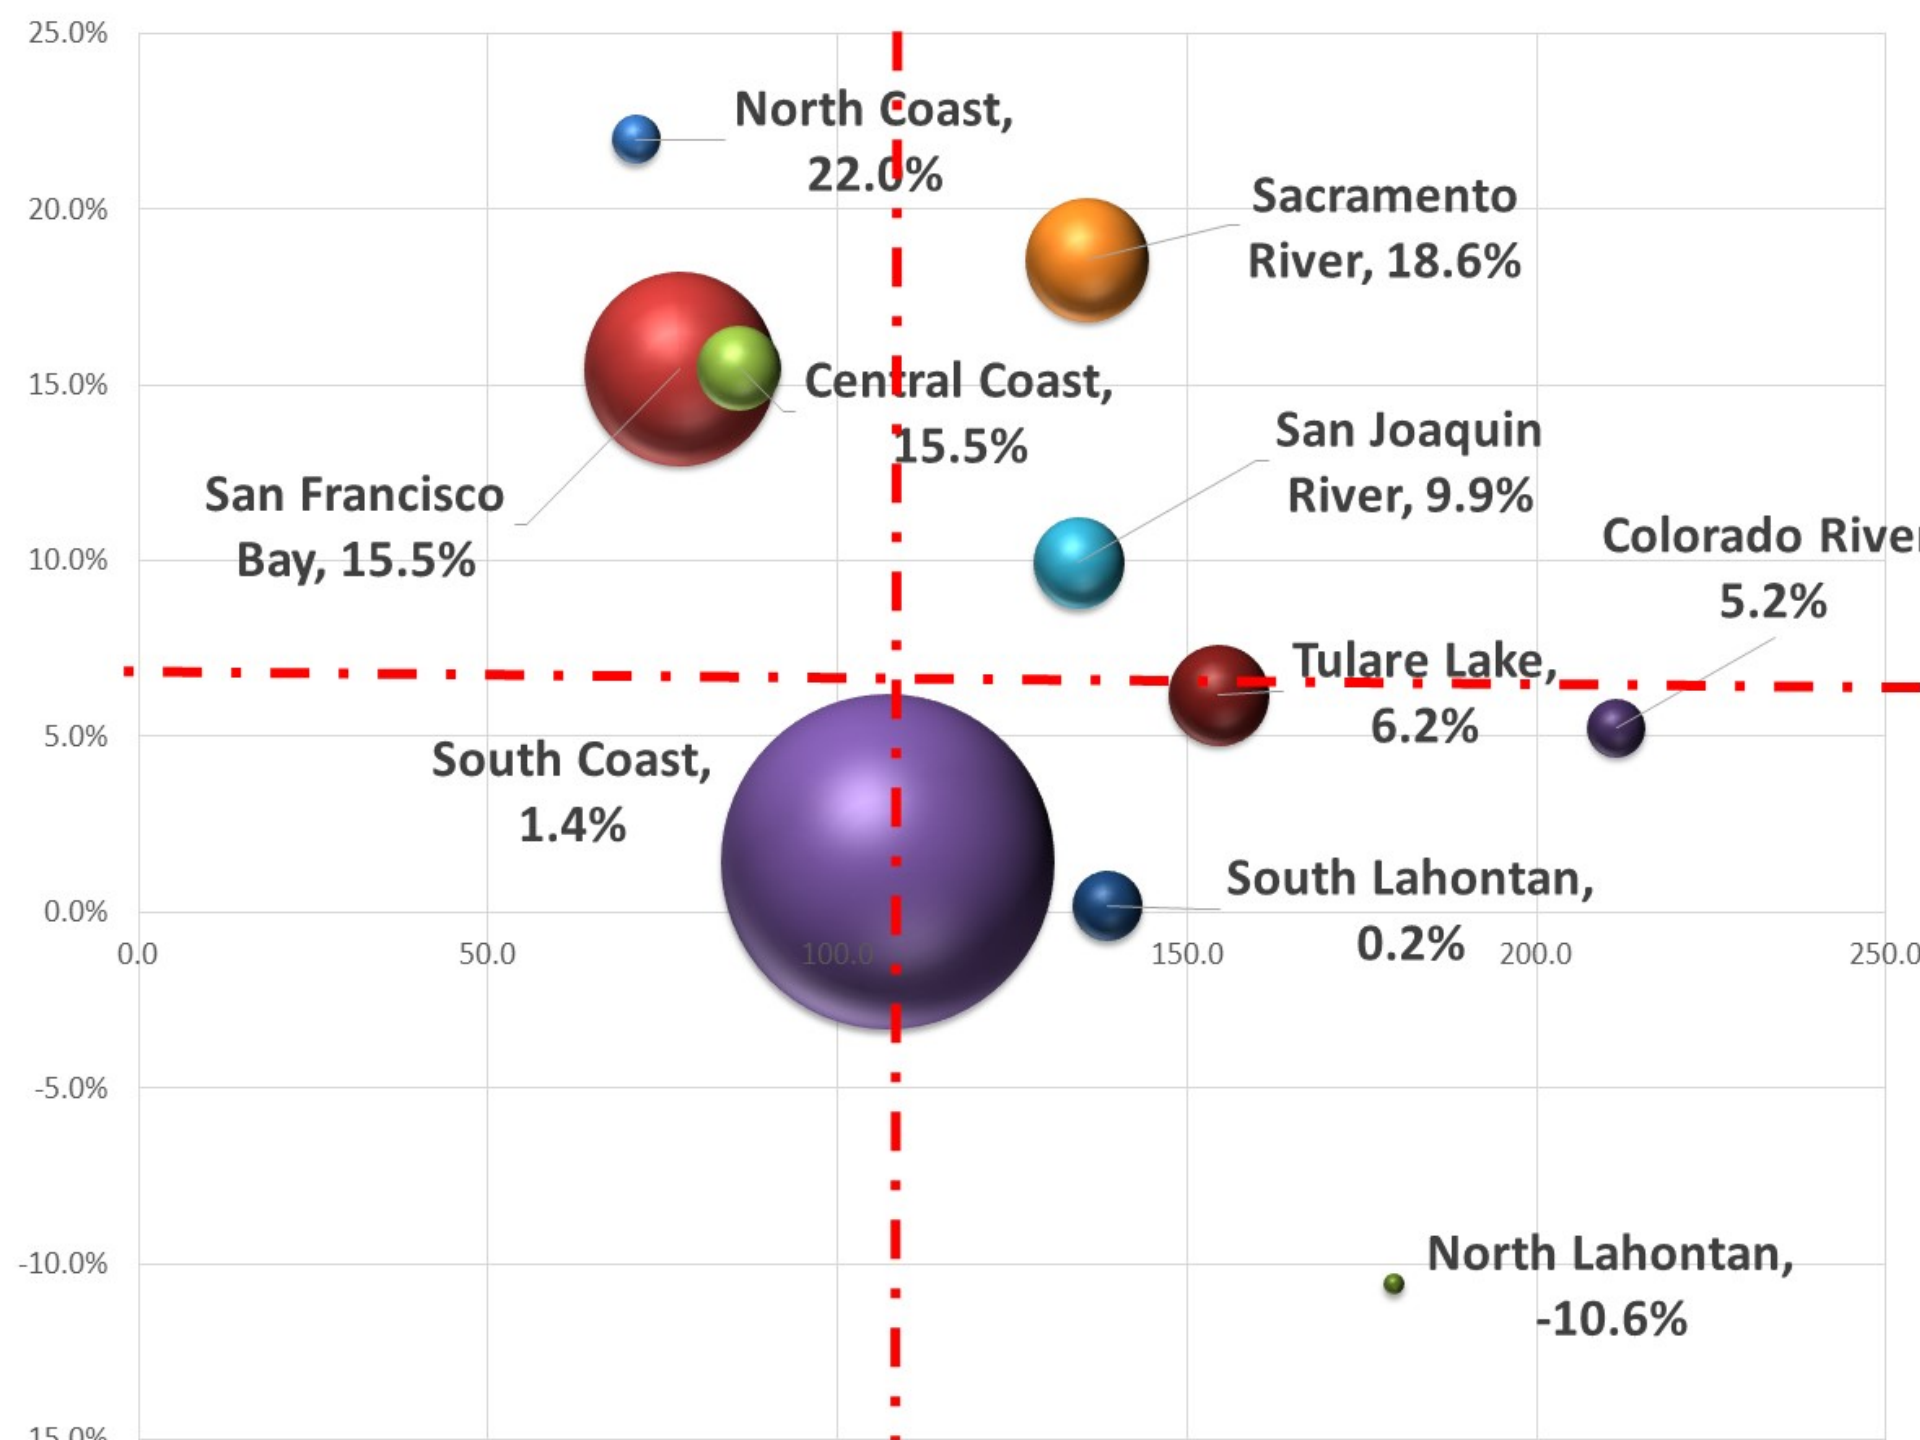 25.0%
North Coast,
22.0%
Sacramento
River, 18.6%
20.0%
15.0%
Central Coast,
15.5%
San Joaquin
River, 9.9%
San Francisco
Bay, 15.5%
Colorado River
5.2%
10.0%
Tulare Lake,
6.2%
5.0%
South Coast,
1.4%
South Lahontan,
0.2%
0.0%
0.0 50.0 100.0 150.0 200.0 250.0
-5.0%
-10.0%
North Lahontan,
-10.6%
15.0%